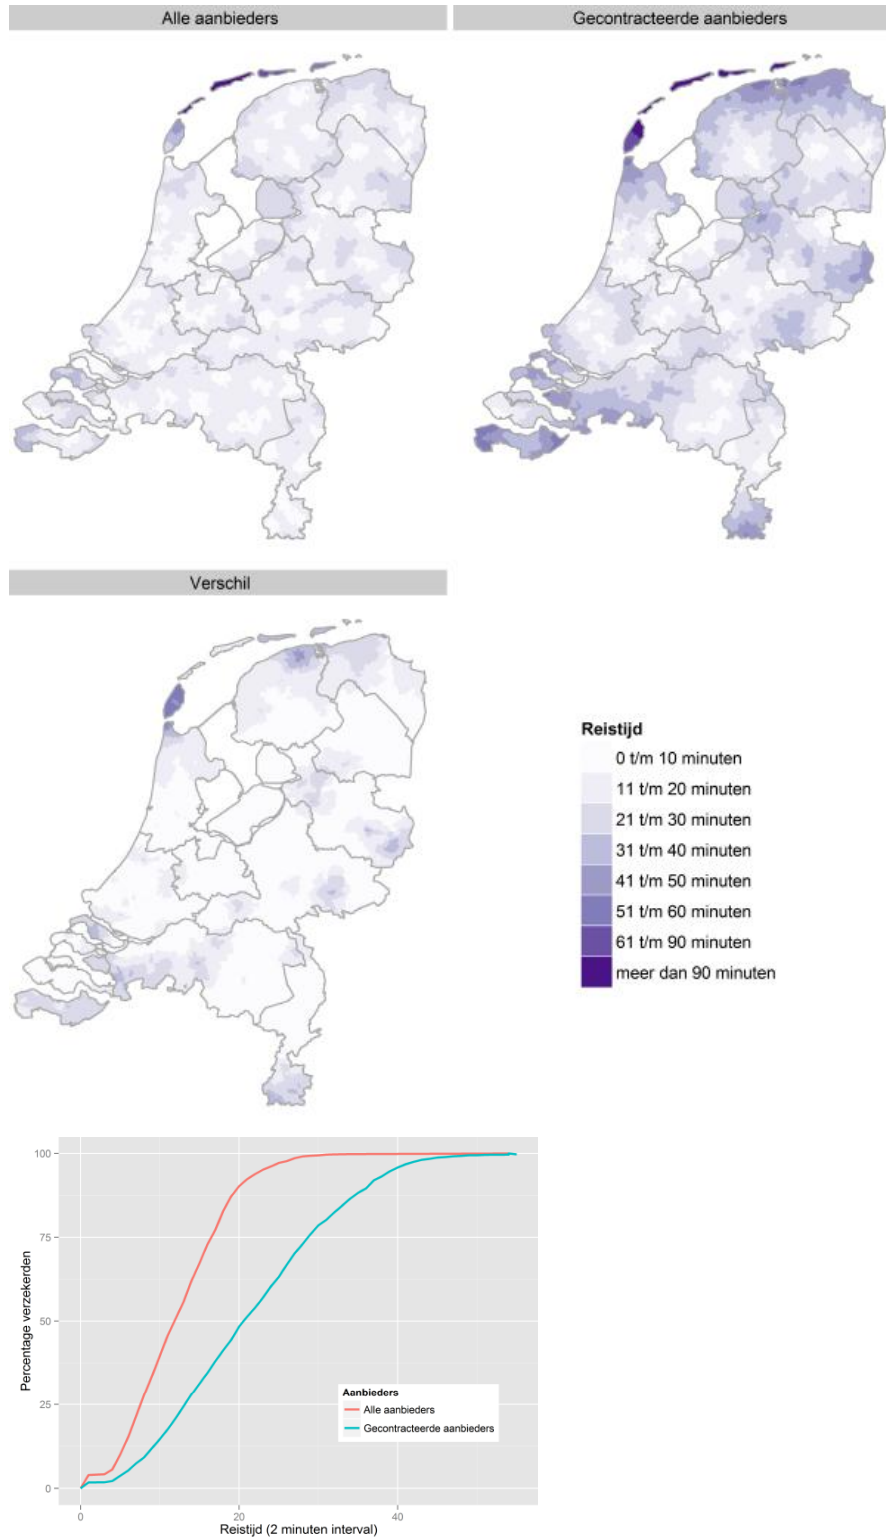 Alle aanbieders
Gecontracteerde aanbieders
Verschil
Reistijd
0 t/m 10 minuten
11 t/m 20 minuten
21 t/m 30 minuten
31 t/m 40 minuten
41 t/m 50 minuten
51 t/m 60 minuten
61 t/m 90 minuten
meer dan 90 minuten
Percentage verzekerden
100
75
50
25
0
Aanbieders
Alle aanbieders
Gecontracteerde aanbieders
0
20
40
Reistijd (2 minuten interval)